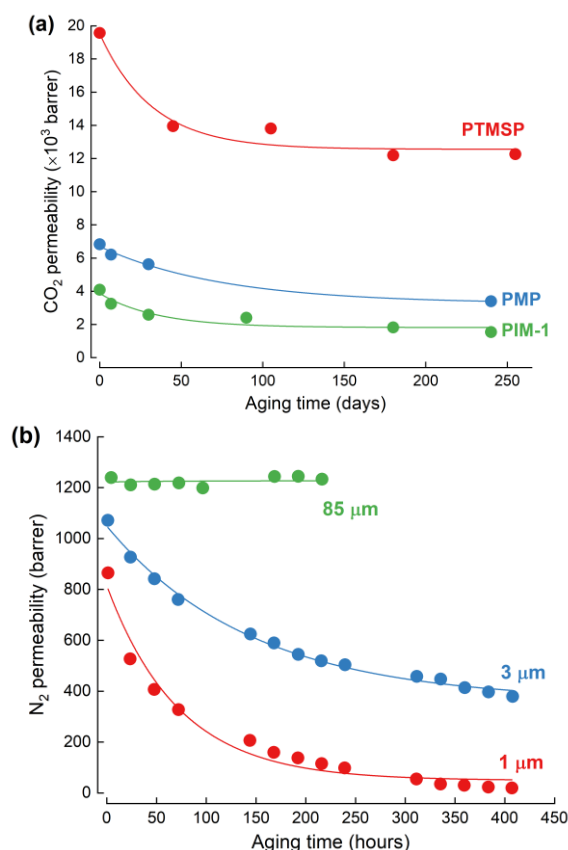 (a)
CO₂ permeability (×10³ barrer)
20
18
16
14
12
10
8
6
4
2
0
PTMSP
PMP
PIM-1
0 50 100 150 200 250
Aging time (days)
(b)
N₂ permeability (barrer)
1400
1200
1000
800
600
400
200
0
85 μm
3 μm
1 μm
0 50 100 150 200 250 300 350 400 450
Aging time (hours)